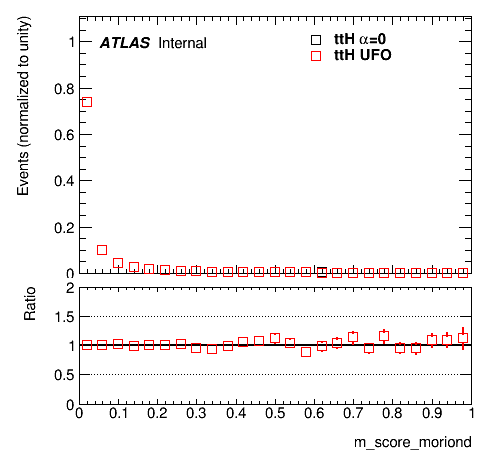 ATLAS Internal
ttH α=0
ttH UFO
Events (normalized to unity)
1
0.8
0.6
0.4
0.2
0
Ratio
2
1.5
1
0.5
0
0 0.1 0.2 0.3 0.4 0.5 0.6 0.7 0.8 0.9 1
m_score_moriond